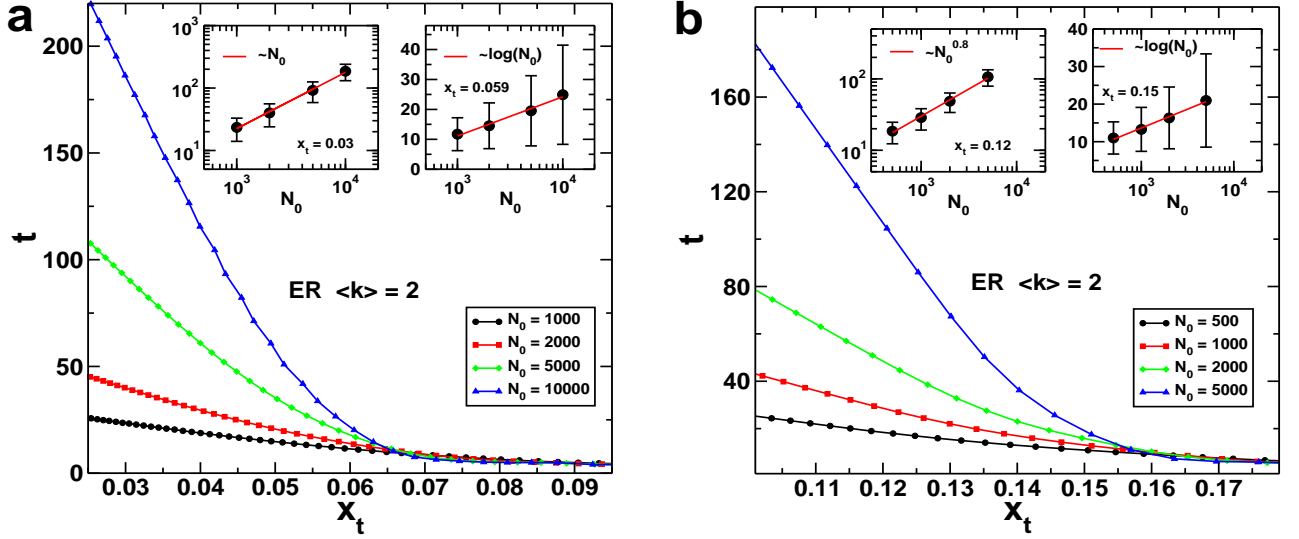 a
220
200
150
100
50
0
t
0.03 0.04 0.05 0.06 0.07 0.08 0.09
x_t
ER <k> = 2
N_0 = 1000
N_0 = 2000
N_0 = 5000
N_0 = 10000
10^3
10^2
10^1
~N_0
x_t = 0.03
10^3 10^4
N_0
50
40
30
20
10
0
~log(N_0)
x_t = 0.059
10^3 10^4
N_0
b
160
120
80
40
t
0.11 0.12 0.13 0.14 0.15 0.16 0.17
x_t
ER <k> = 2
N_0 = 500
N_0 = 1000
N_0 = 2000
N_0 = 5000
10^2
10^1
~N_0^0.8
x_t = 0.12
10^3 10^4
N_0
40
30
20
10
~log(N_0)
x_t = 0.15
10^3 10^4
N_0